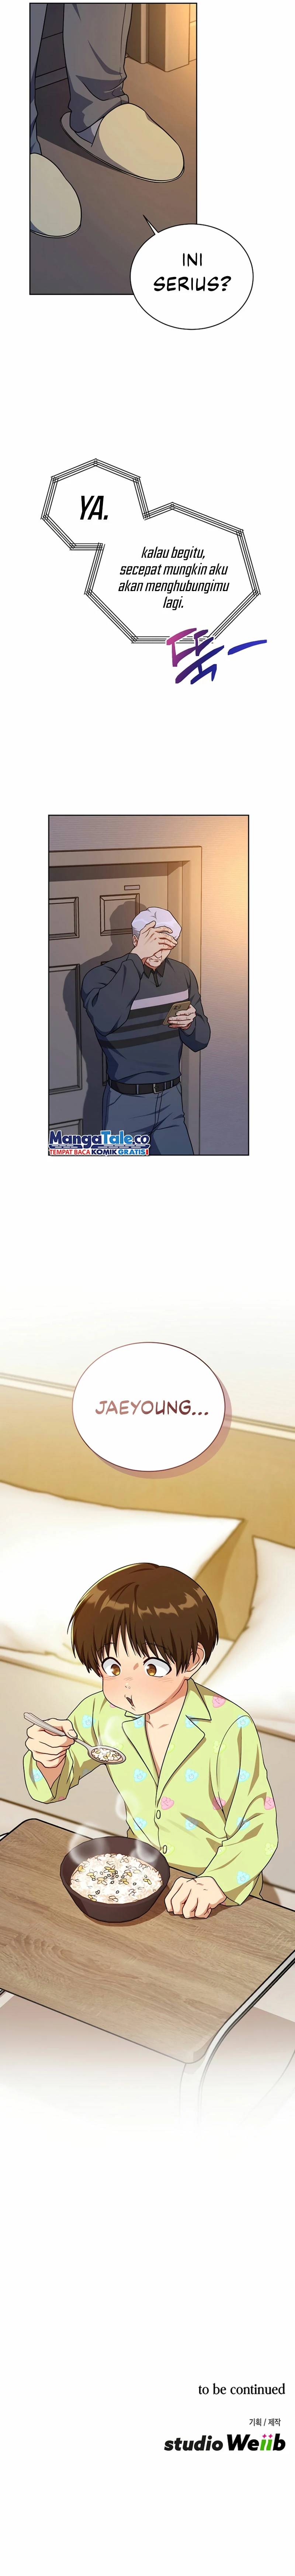 INI
SERIUS?
YA.
kalau begitu,
secepat mungkin aku
akan menghubungimu
lagi.
뚝
MangaTale.co
TEMPAT BACA KOMIK GRATIS!
JAEYOUNG...
to be continued
기획 / 제작
studio Weiib